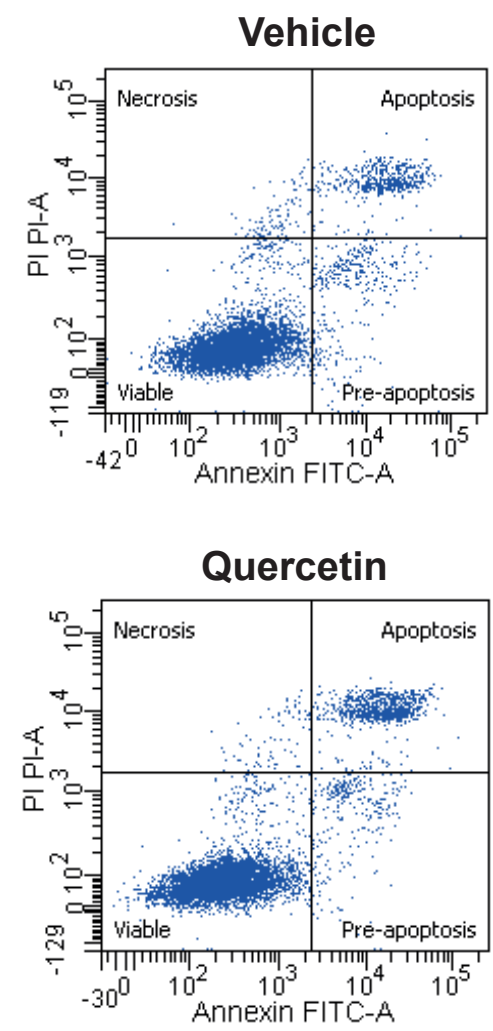 Vehicle
Necrosis Apoptosis
10^5
10^4
10^3
10^2
0
-119
PI PI-A
Viable Pre-apoptosis
-42 0 10^2 10^3 10^4 10^5
Annexin FITC-A
Quercetin
Necrosis Apoptosis
10^5
10^4
10^3
10^2
0
-129
PI PI-A
Viable Pre-apoptosis
-30 0 10^2 10^3 10^4 10^5
Annexin FITC-A